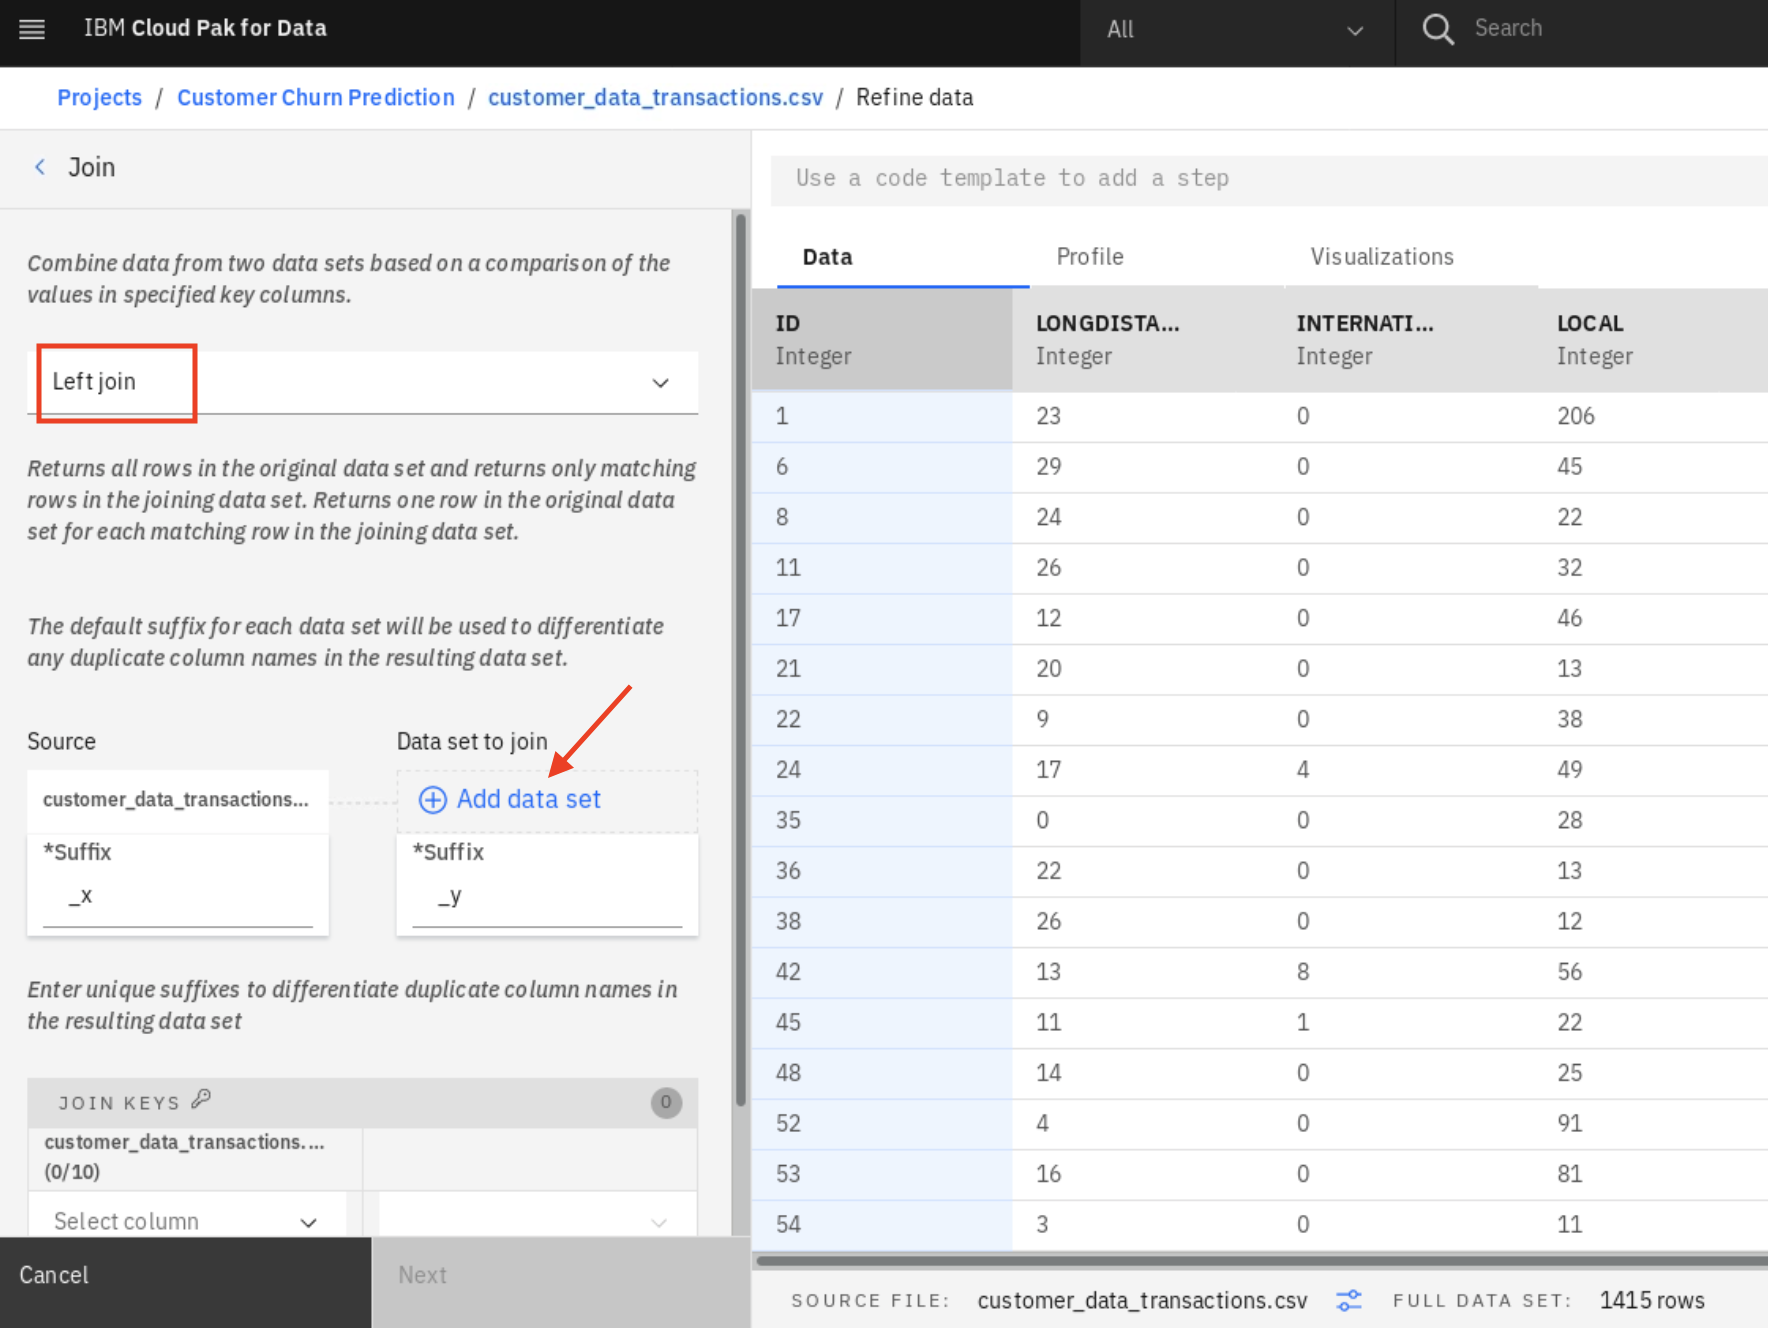 IBM Cloud Pak for Data
All
Search
Projects / Customer Churn Prediction / customer_data_transactions.csv / Refine data
Join
Combine data from two data sets based on a comparison of the
values in specified key columns.
Left join
Returns all rows in the original data set and returns only matching
rows in the joining data set. Returns one row in the original data
set for each matching row in the joining data set.
The default suffix for each data set will be used to differentiate
any duplicate column names in the resulting data set.
Source
Data set to join
customer_data_transactions...
Add data set
*Suffix
*Suffix
_x
_y
Enter unique suffixes to differentiate duplicate column names in
the resulting data set
JOIN KEYS
0
customer_data_transactions....
(0/10)
Select column
Cancel
Next
Use a code template to add a step
Data Profile Visualizations
ID LONGDISTA... INTERNATI... LOCAL
Integer Integer Integer Integer
1 23 0 206
6 29 0 45
8 24 0 22
11 26 0 32
17 12 0 46
21 20 0 13
22 9 0 38
24 17 4 49
35 0 0 28
36 22 0 13
38 26 0 12
42 13 8 56
45 11 1 22
48 14 0 25
52 4 0 91
53 16 0 81
54 3 0 11
SOURCE FILE: customer_data_transactions.csv FULL DATA SET: 1415 rows